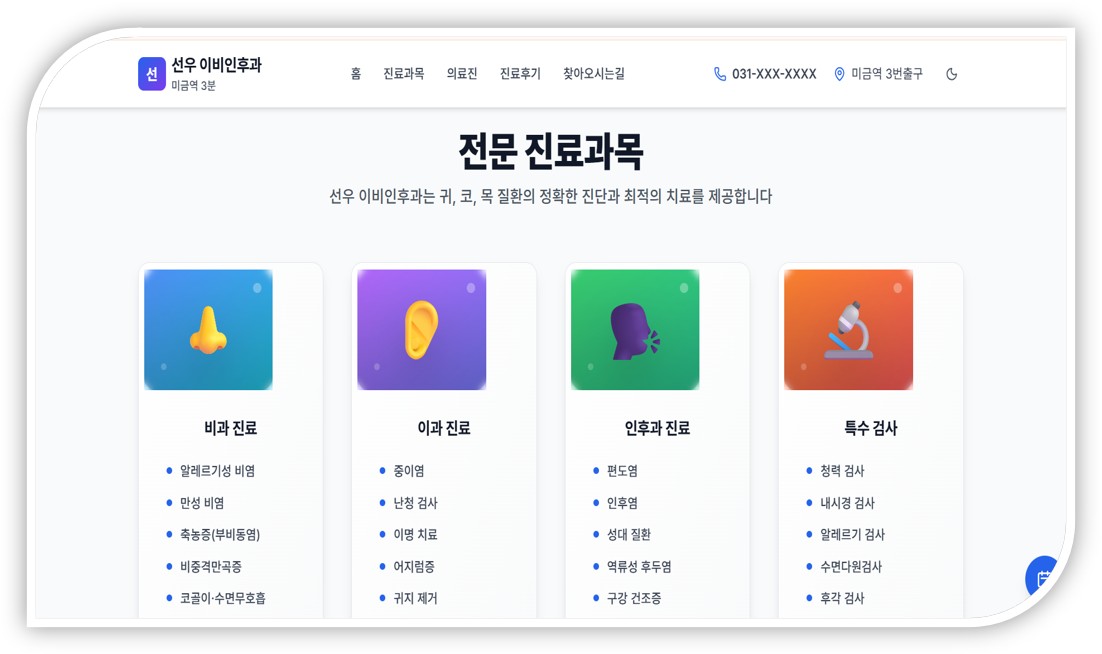 선
선우 이비인후과
미금역 3분
홈 진료과목 의료진 진료후기 찾아오시는길
031-XXX-XXXX 미금역 3번출구
전문 진료과목
선우 이비인후과는 귀, 코, 목 질환의 정확한 진단과 최적의 치료를 제공합니다
비과 진료
알레르기성 비염
만성 비염
축농증(부비동염)
비중격만곡증
코골이·수면무호흡
이과 진료
중이염
난청 검사
이명 치료
어지럼증
귀지 제거
인후과 진료
편도염
인후염
성대 질환
역류성 후두염
구강 건조증
특수 검사
청력 검사
내시경 검사
알레르기 검사
수면다원검사
후각 검사